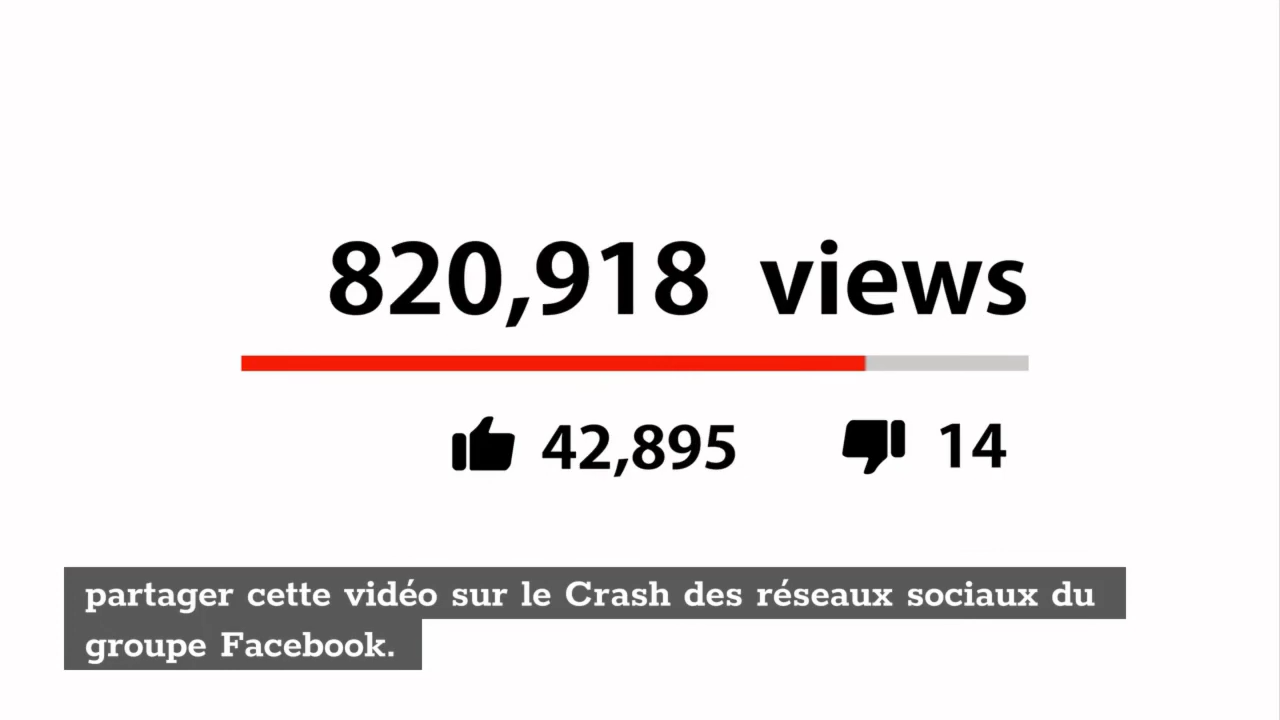 820,918 views
42,895 14
partager cette vidéo sur le Crash des réseaux sociaux du
groupe Facebook.